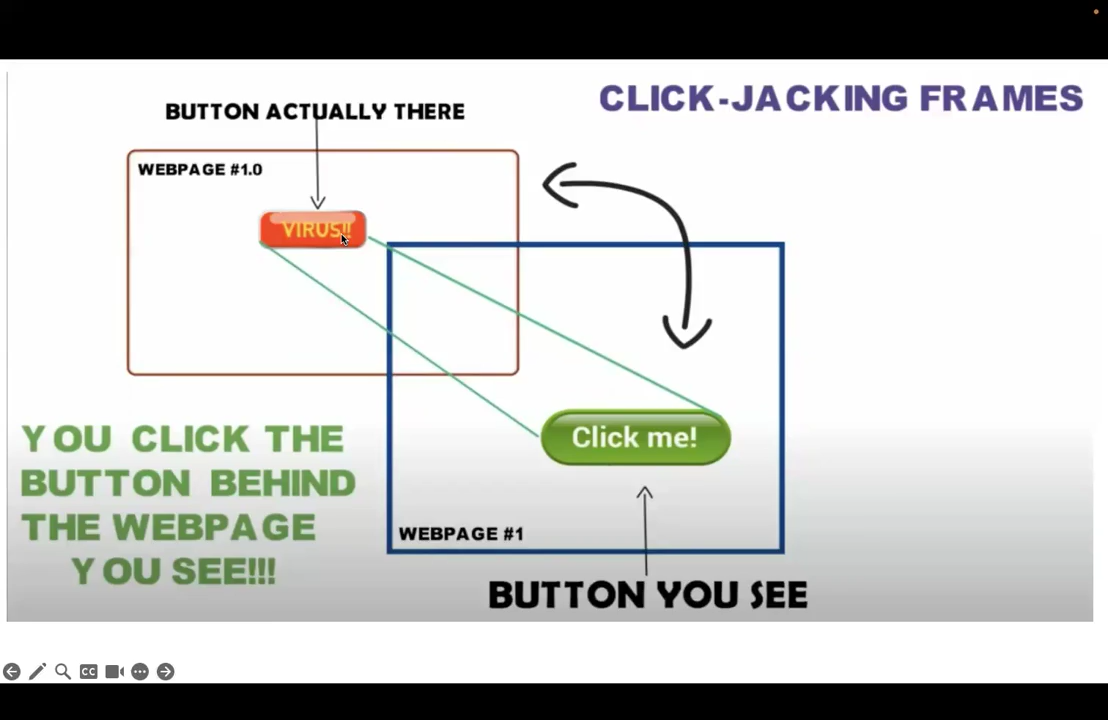 CLICK-JACKING FRAMES
BUTTON ACTUALLY THERE
WEBPAGE #1.0
VIRUS!!
Click me!
YOU CLICK THE
BUTTON BEHIND
THE WEBPAGE
YOU SEE!!!
WEBPAGE #1
BUTTON YOU SEE
CC